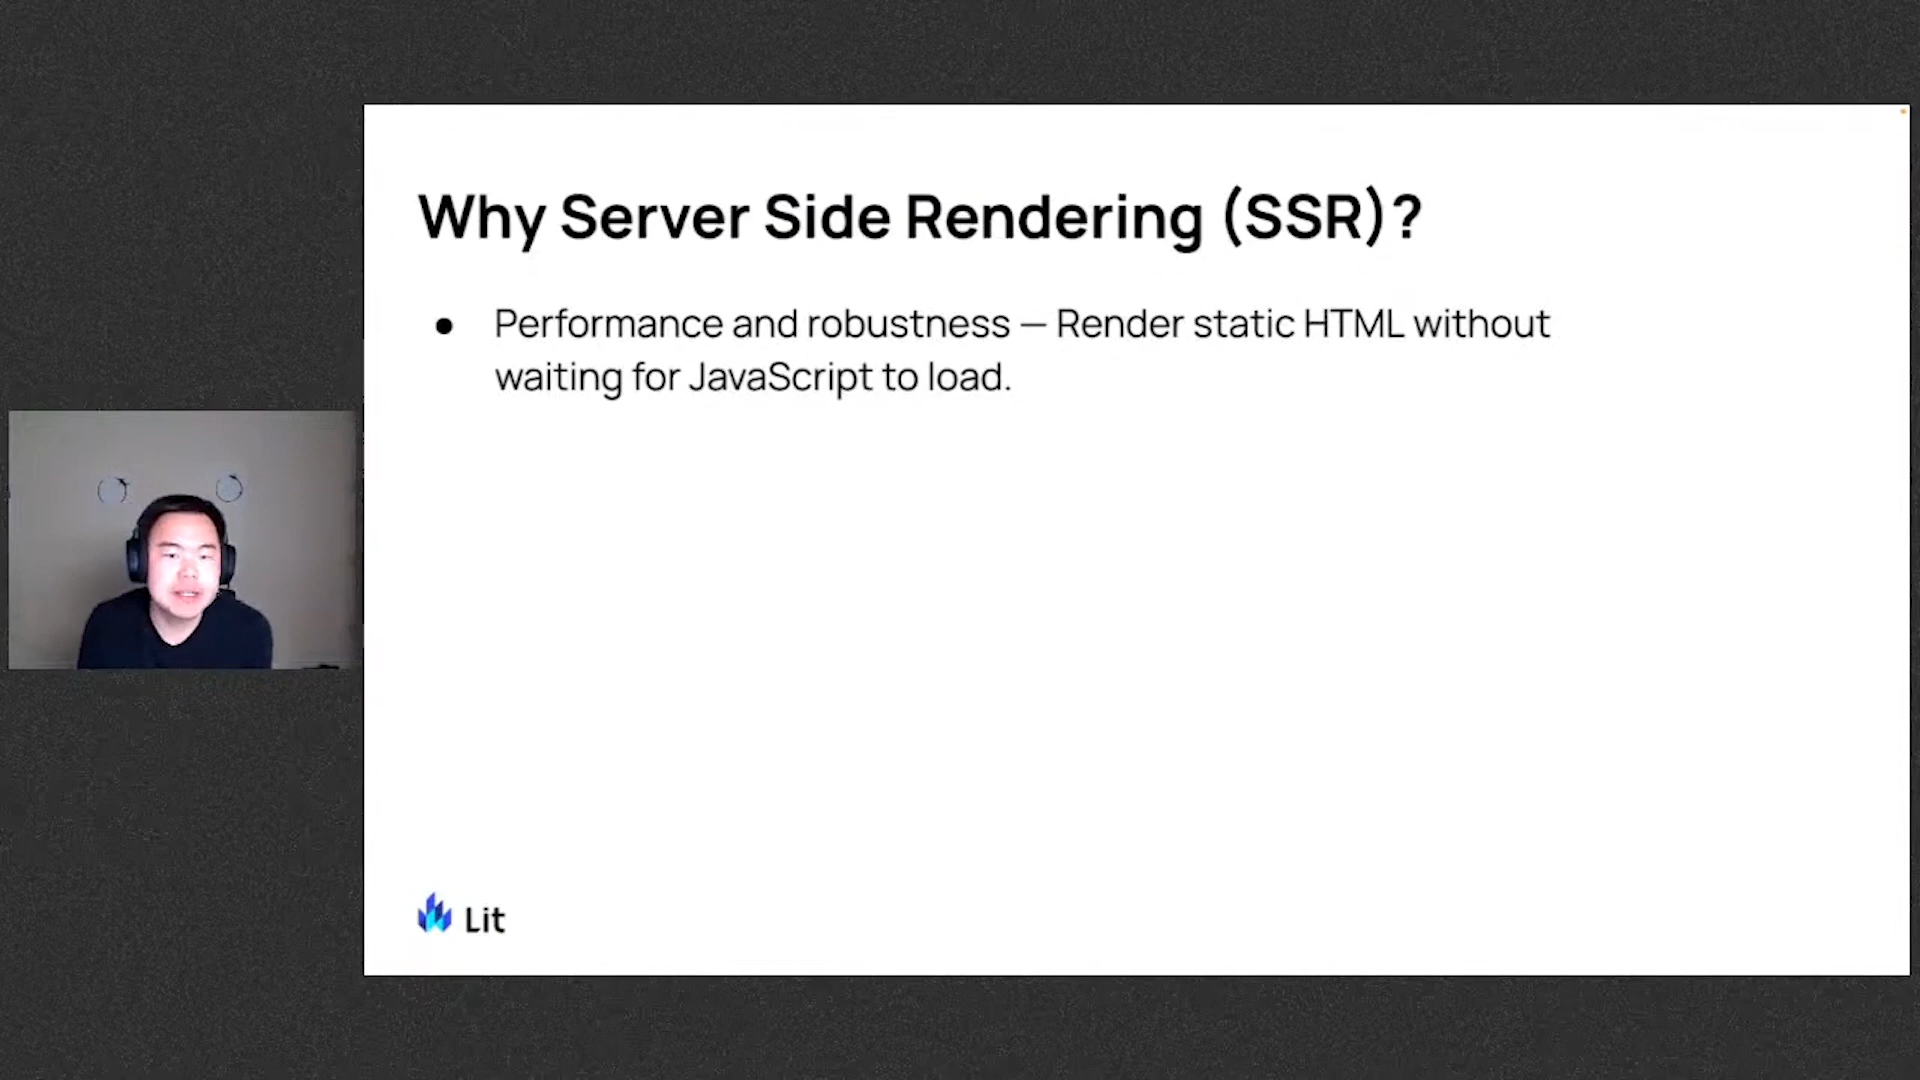 Why Server Side Rendering (SSR)?
● Performance and robustness — Render static HTML without
waiting for JavaScript to load.
Lit